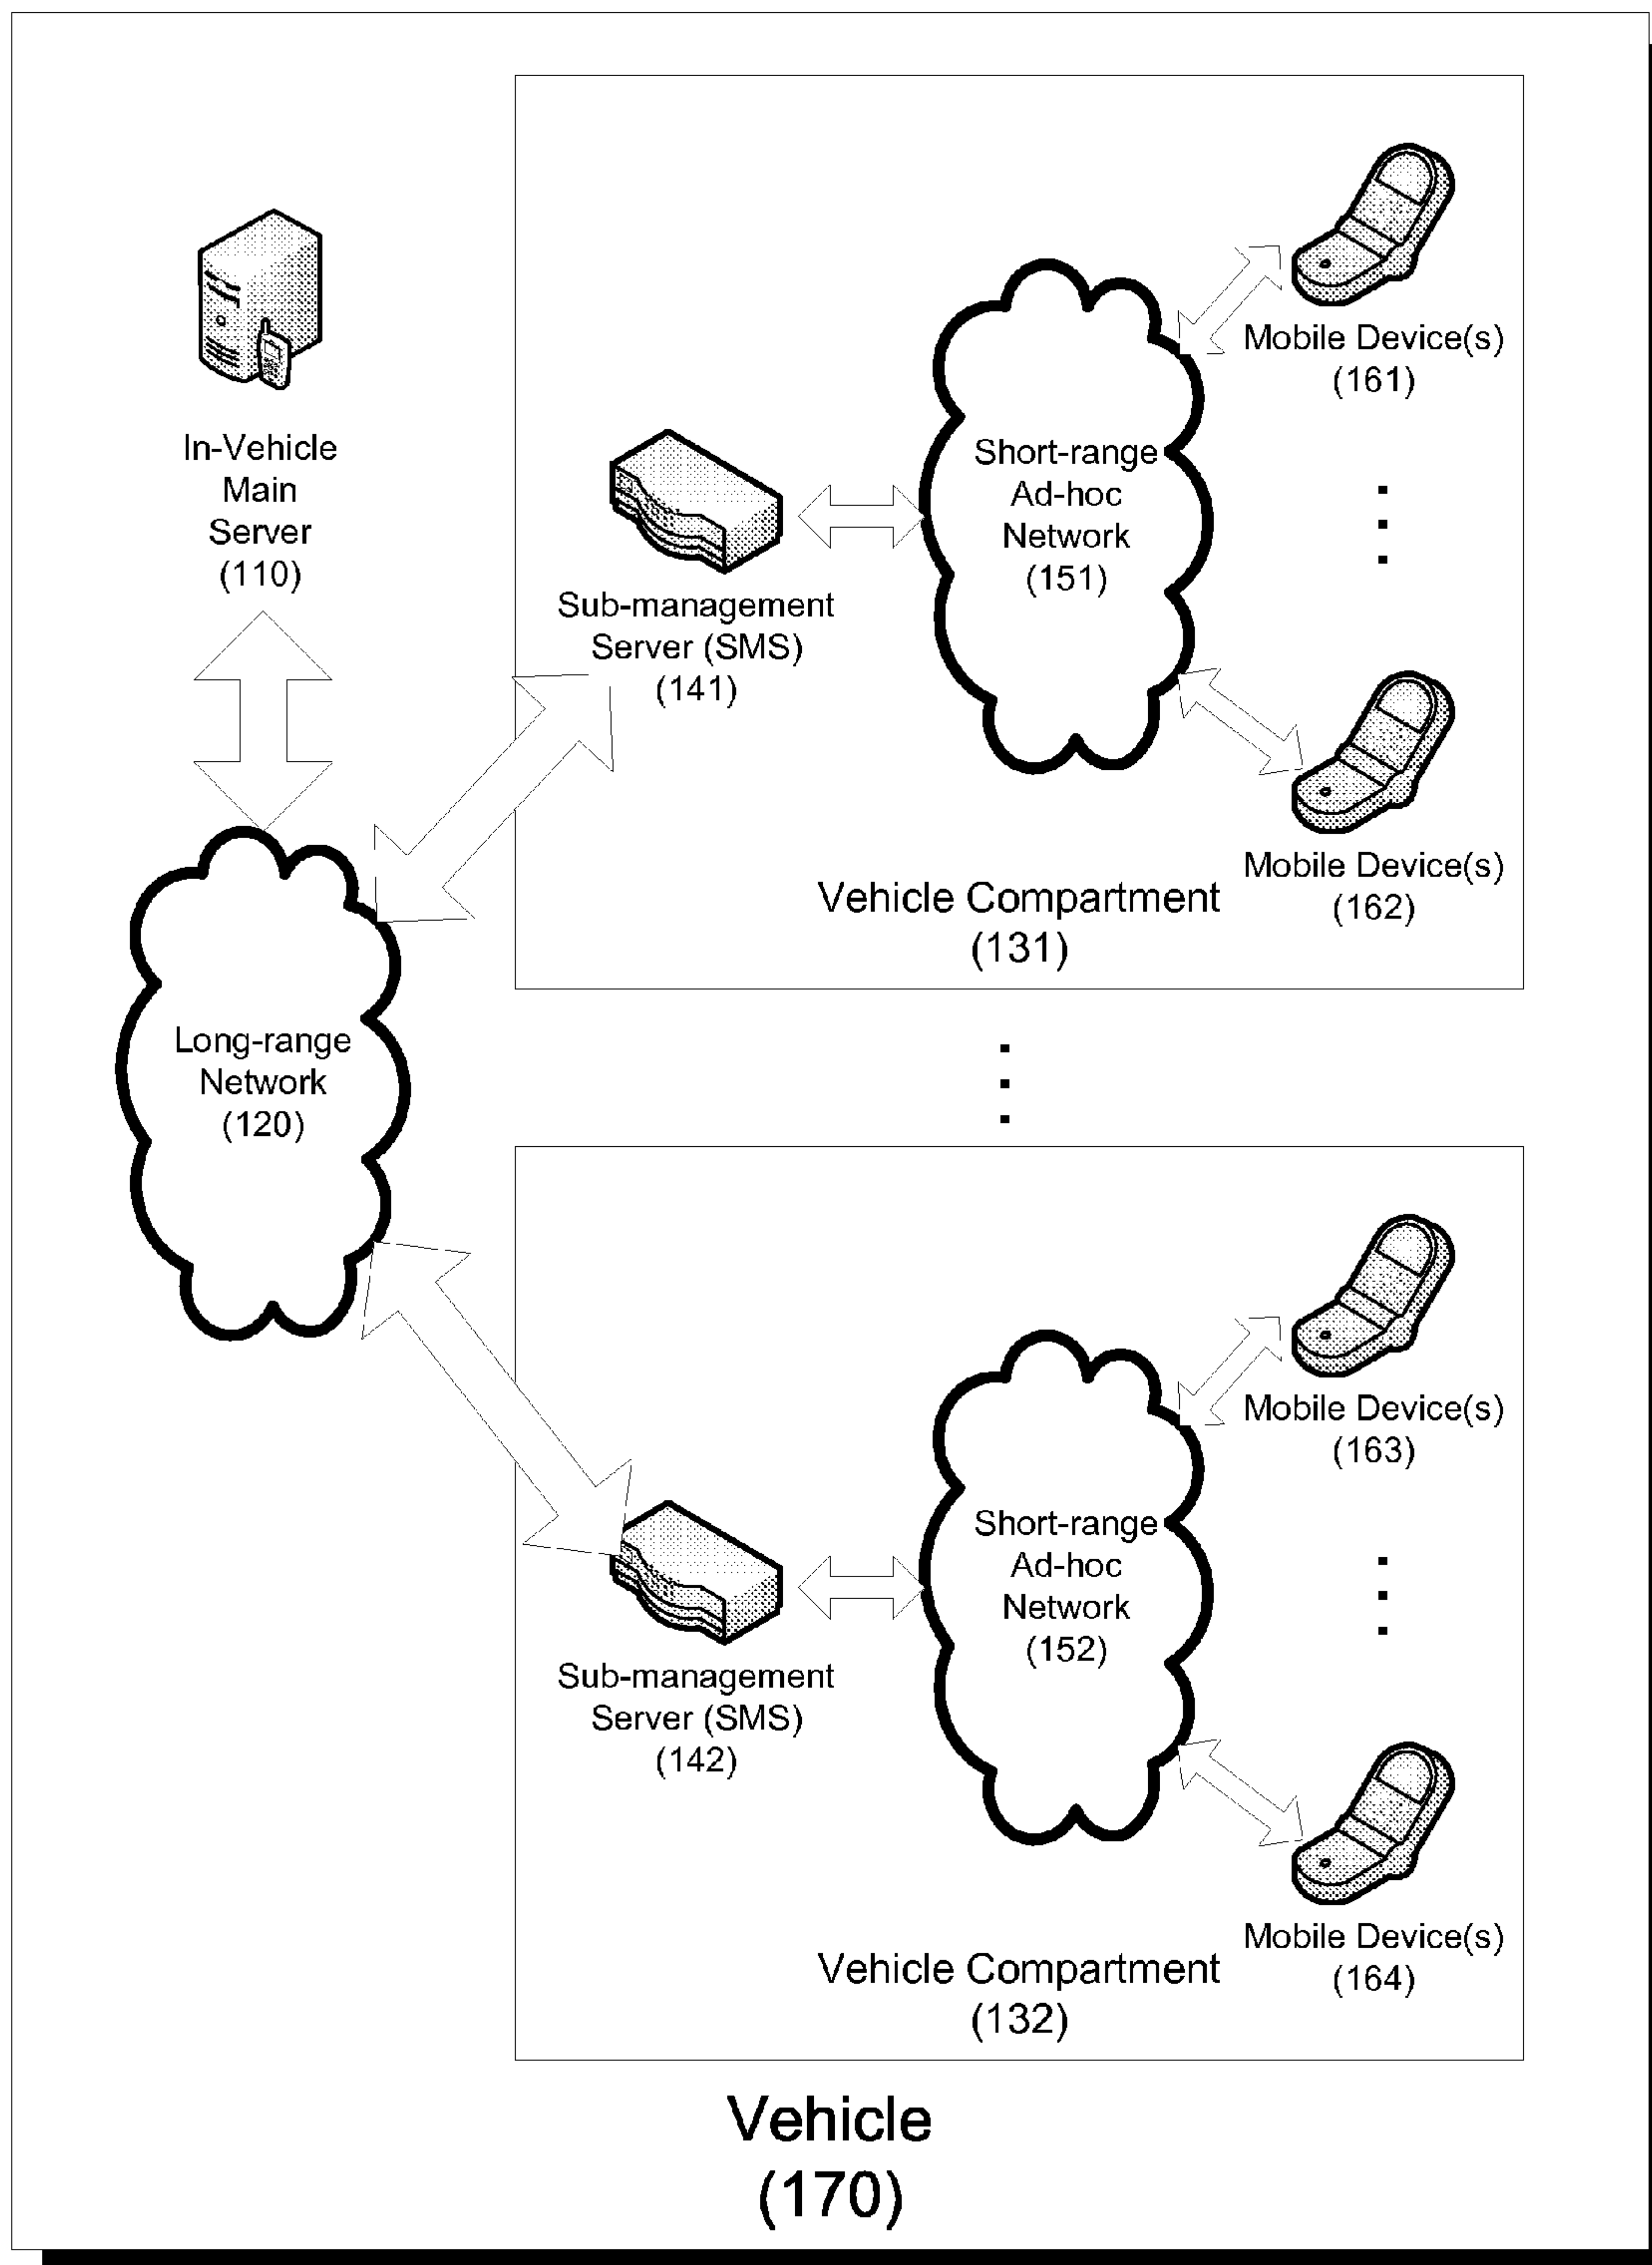 In-Vehicle
Main
Server
(110)
Long-range
Network
(120)
Sub-management
Server (SMS)
(141)
Short-range
Ad-hoc
Network
(151)
Mobile Device(s)
(161)
Mobile Device(s)
(162)
Vehicle Compartment
(131)
Sub-management
Server (SMS)
(142)
Short-range
Ad-hoc
Network
(152)
Mobile Device(s)
(163)
Mobile Device(s)
(164)
Vehicle Compartment
(132)
Vehicle
(170)